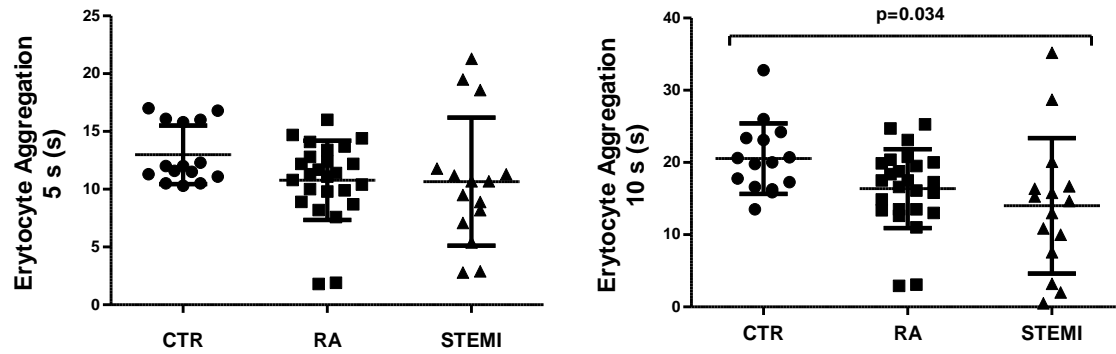 Erytocyte Aggregation
5 s (s)
25
20
15
10
5
0
CTR RA STEMI
p=0.034
Erytocyte Aggregation
10 s (s)
40
30
20
10
0
CTR RA STEMI